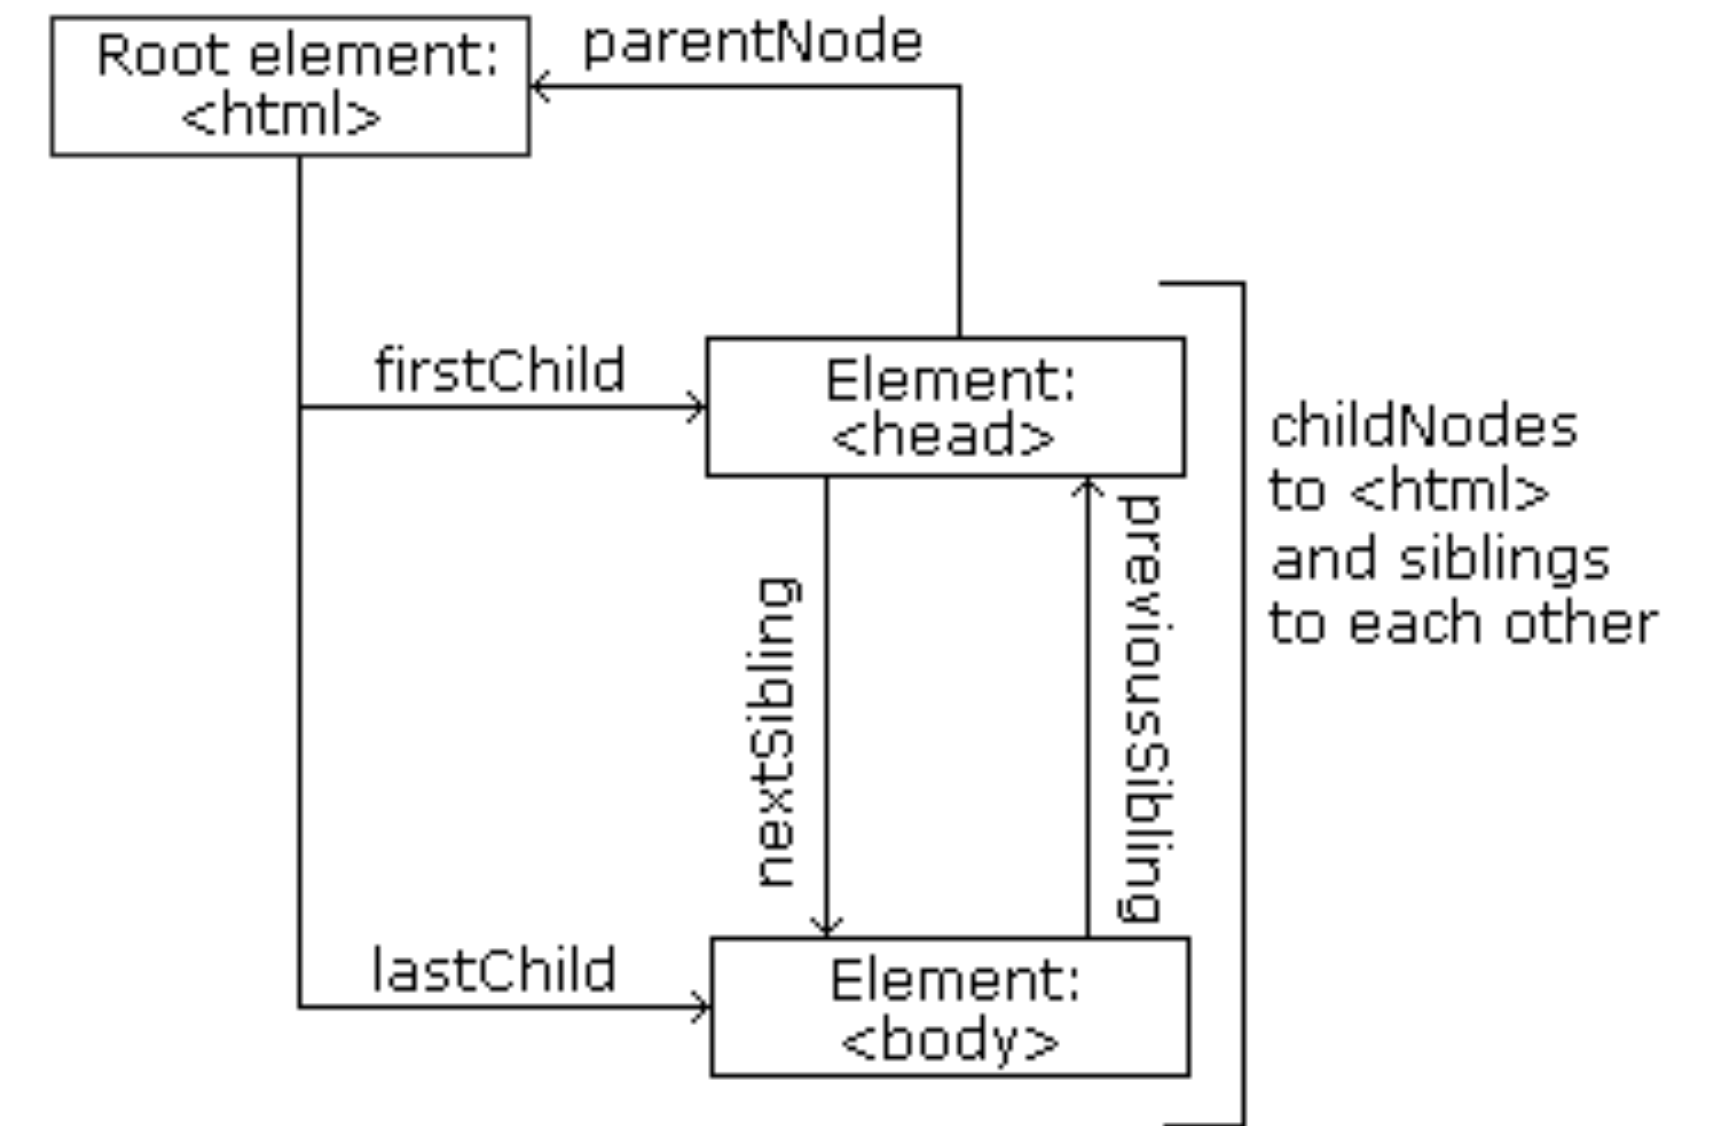 Root element:
<html>
parentNode
firstChild
Element:
<head>
childNodes
to <html>
and siblings
to each other
nextSibling
previousSibling
lastChild
Element:
<body>